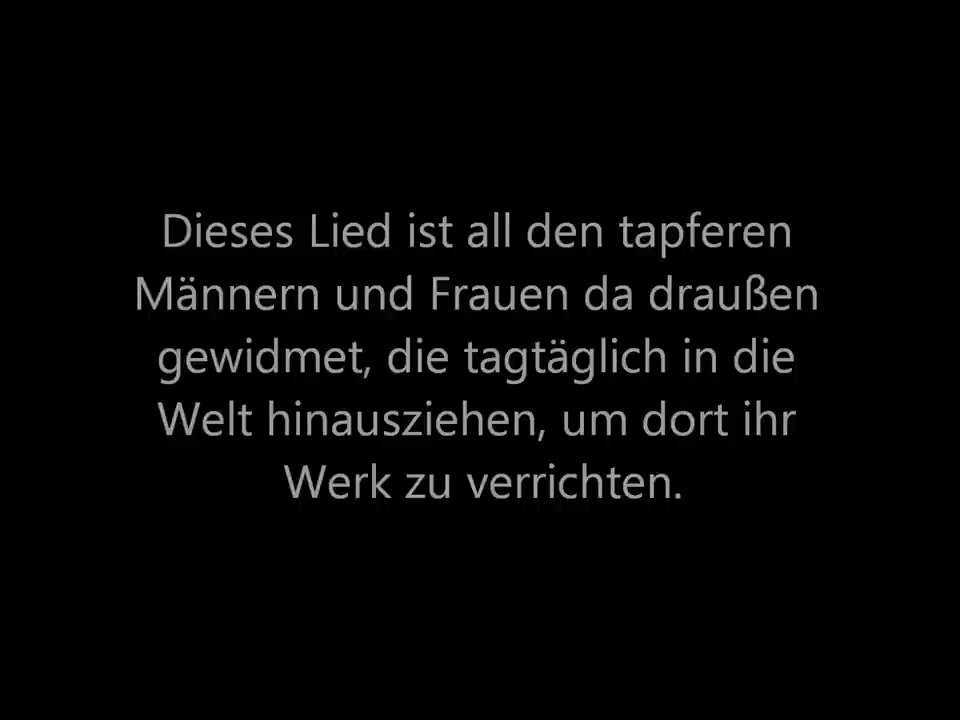 Dieses Lied ist all den tapferen
Männern und Frauen da draußen
gewidmet, die tagtäglich in die
Welt hinausziehen, um dort ihr
Werk zu verrichten.